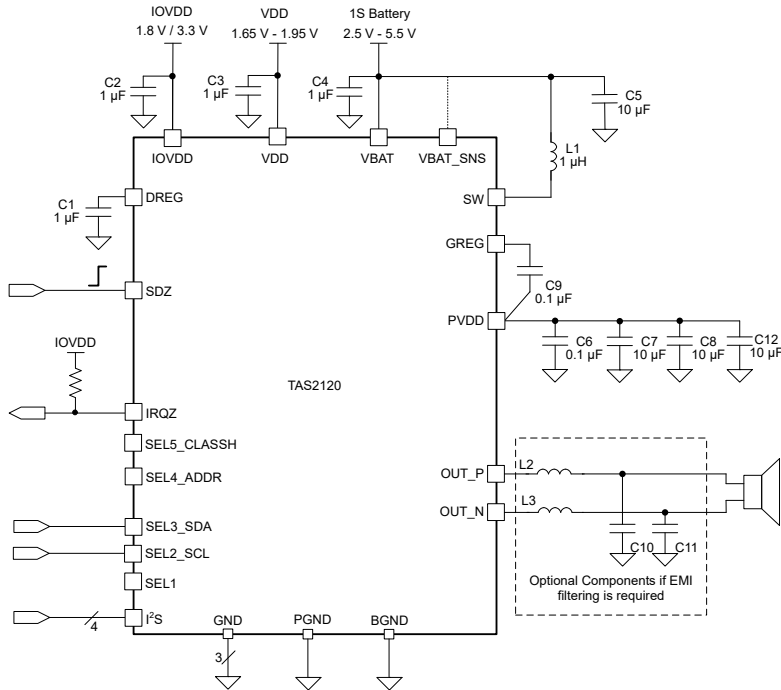 IOVDD
1.8 V / 3.3 V
VDD
1.65 V - 1.95 V
1S Battery
2.5 V - 5.5 V
C2
1 µF
C3
1 µF
C4
1 µF
C5
10 µF
L1
1 µH
IOVDD
VDD
VBAT
VBAT_SNS
DREG
C1
1 µF
SW
GREG
C9
0.1 µF
SDZ
PVDD
C6
0.1 µF
C7
10 µF
C8
10 µF
C12
10 µF
IOVDD
TAS2120
IRQZ
SEL5_CLASSH
SEL4_ADDR
OUT_P
L2
OUT_N
L3
SEL3_SDA
SEL2_SCL
C10
C11
SEL1
Optional Components if EMI
filtering is required
I²S
4
GND
PGND
BGND
3